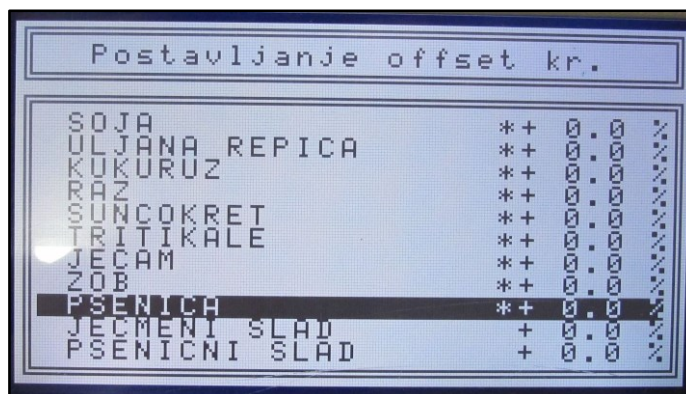 Postavljanje offset kr.
SOJA *+ 0.0 %
ULJANA REPICA *+ 0.0 %
KUKURUZ *+ 0.0 %
RAZ *+ 0.0 %
SUNCOKRET *+ 0.0 %
TRITIKALE *+ 0.0 %
JECAM *+ 0.0 %
ZOB *+ 0.0 %
PSENICA *+ 0.0 %
JECMENI SLAD + 0.0 %
PSENICNI SLAD + 0.0 %